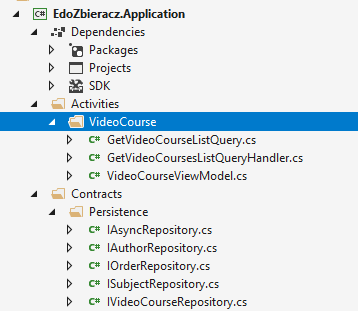 C# EdoZbieracz.Application
Dependencies
Packages
Projects
SDK
Activities
VideoCourse
C# GetVideoCourseListQuery.cs
C# GetVideoCoursesListQueryHandler.cs
C# VideoCourseViewModel.cs
Contracts
Persistence
C# IAsyncRepository.cs
C# IAuthorRepository.cs
C# IOrderRepository.cs
C# ISubjectRepository.cs
C# IVideoCourseRepository.cs